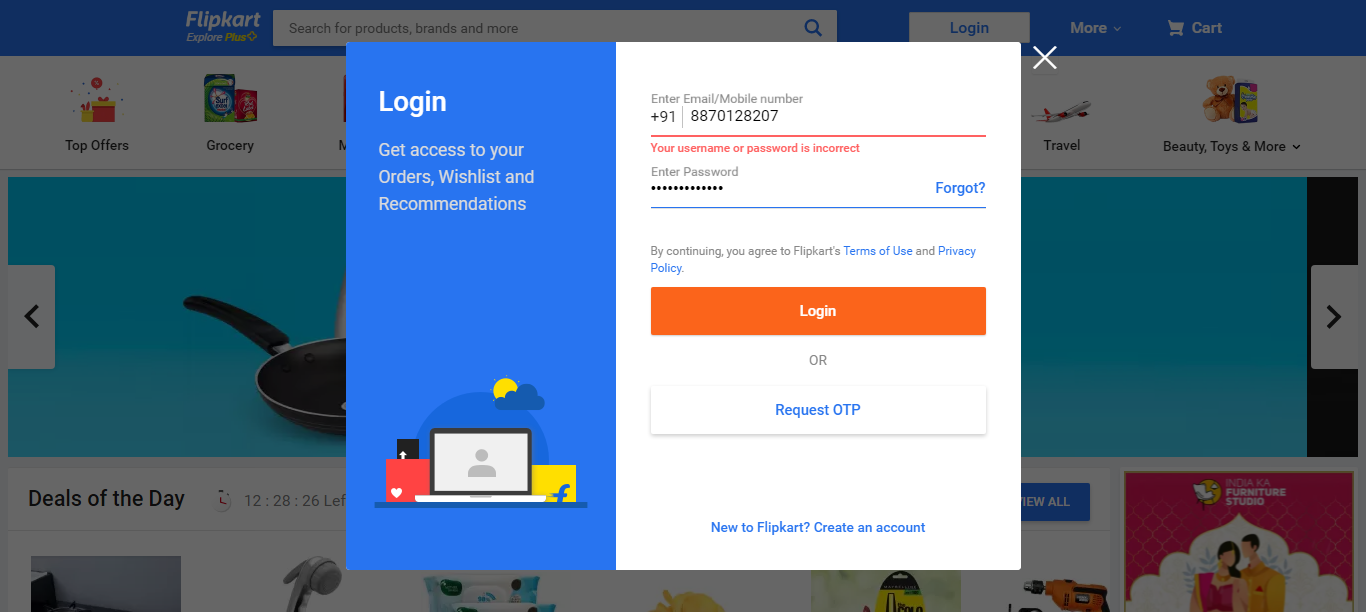 Flipkart
Explore Plus
Search for products, brands and more
Login
More
Cart
Top Offers
Grocery
M
Travel
Beauty, Toys & More
Login
Get access to your
Orders, Wishlist and
Recommendations
Enter Email/Mobile number
+91 8870128207
Your username or password is incorrect
Enter Password
•••••••••••••
Forgot?
By continuing, you agree to Flipkart's Terms of Use and Privacy
Policy.
Login
OR
Request OTP
New to Flipkart? Create an account
Deals of the Day
12 : 28 : 26 Lef
IEW ALL
INDIA KA
FURNITURE
STUDIO